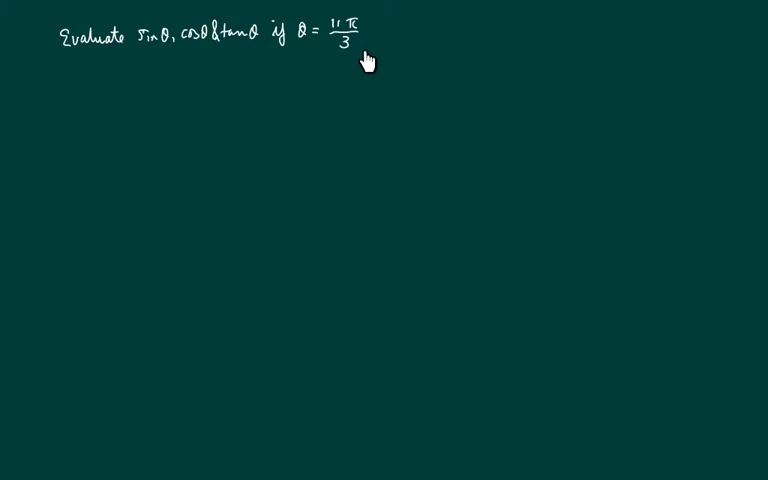 Evaluate sinθ, cosθ & tanθ if θ = 11π/3